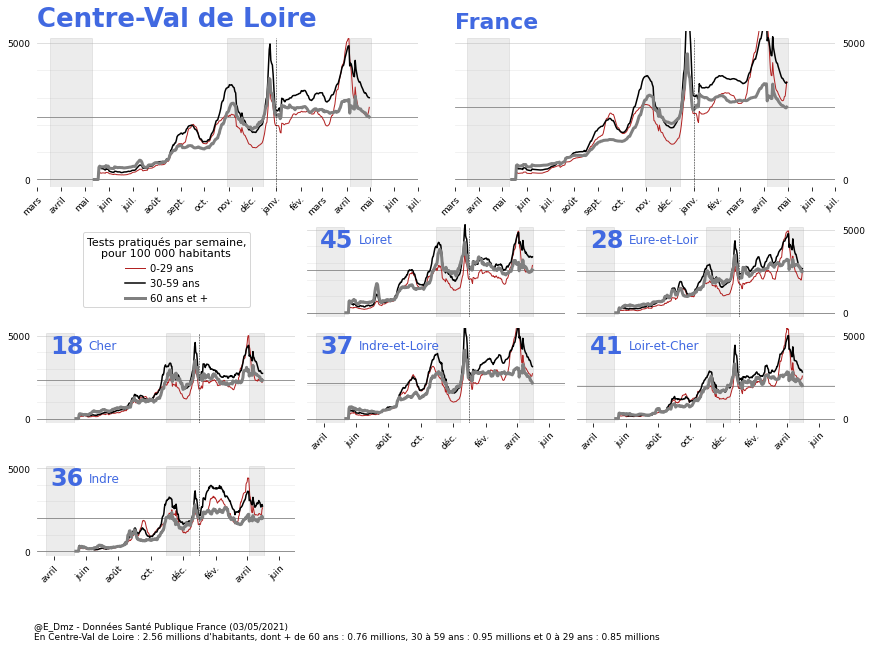 Centre-Val de Loire
France
5000
0
5000
0
mars avril mai juin juil. août sept. oct. nov. déc. janv. fév. mars avril mai juin juil.
mars avril mai juin juil. août sept. oct. nov. déc. janv. fév. mars avril mai juin juil.
Tests pratiqués par semaine,
pour 100 000 habitants
0-29 ans
30-59 ans
60 ans et +
45 Loiret
28 Eure-et-Loir
5000
0
18 Cher
37 Indre-et-Loire
41 Loir-et-Cher
5000
0
5000
0
avril juin août oct. déc. fév. avril juin
avril juin août oct. déc. fév. avril juin
36 Indre
5000
0
avril juin août oct. déc. fév. avril juin
@E_Dmz - Données Santé Publique France (03/05/2021)
En Centre-Val de Loire : 2.56 millions d'habitants, dont + de 60 ans : 0.76 millions, 30 à 59 ans : 0.95 millions et 0 à 29 ans : 0.85 millions